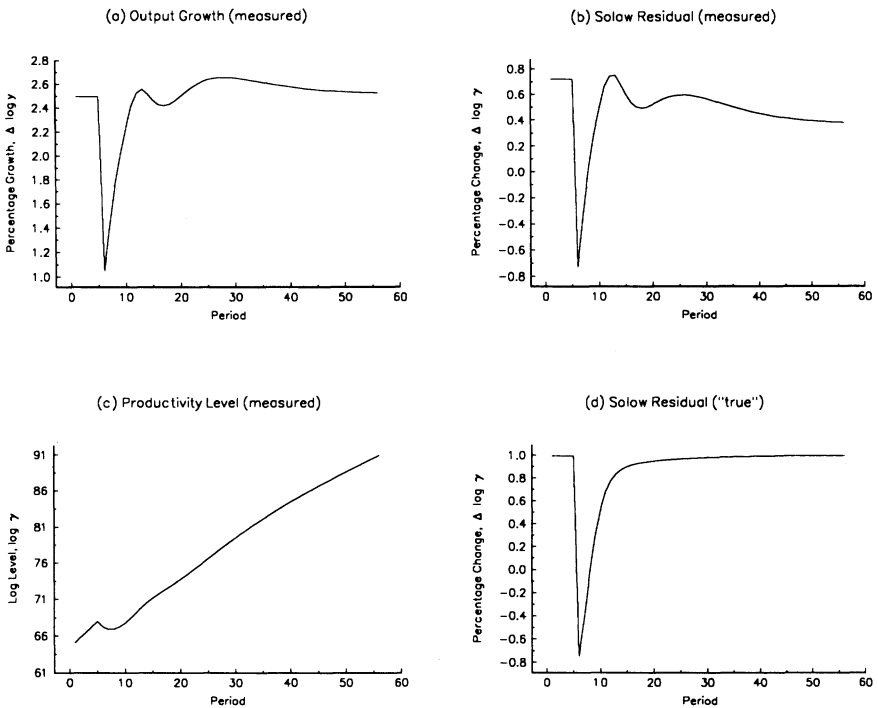 (a) Output Growth (measured)
Percentage Growth, Δ log y
2.8
2.6
2.4
2.2
2.0
1.8
1.6
1.4
1.2
1.0
0 10 20 30 40 50 60
Period
(b) Solow Residual (measured)
Percentage Change, Δ log γ
0.8
0.6
0.4
0.2
0.0
−0.2
−0.4
−0.6
−0.8
0 10 20 30 40 50 60
Period
(c) Productivity Level (measured)
Log Level, log γ
91
86
81
76
71
66
61
0 10 20 30 40 50 60
Period
(d) Solow Residual ("true")
Percentage Change, Δ log γ
1.0
0.8
0.6
0.4
0.2
0.0
−0.2
−0.4
−0.6
−0.8
0 10 20 30 40 50 60
Period